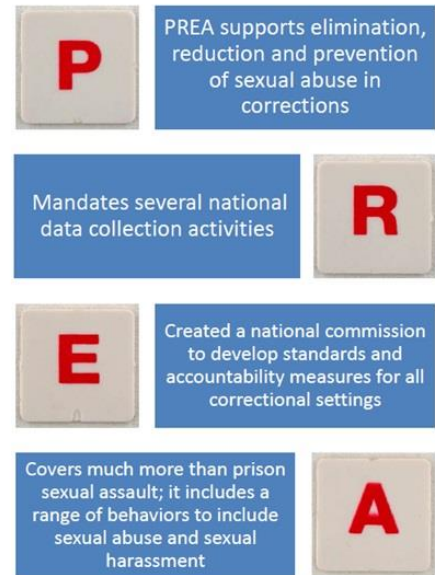 P
PREA supports elimination,
reduction and prevention
of sexual abuse in
corrections
Mandates several national
data collection activities
R
E
Created a national commission
to develop standards and
accountability measures for all
correctional settings
Covers much more than prison
sexual assault; it includes a
range of behaviors to include
sexual abuse and sexual
harassment
A